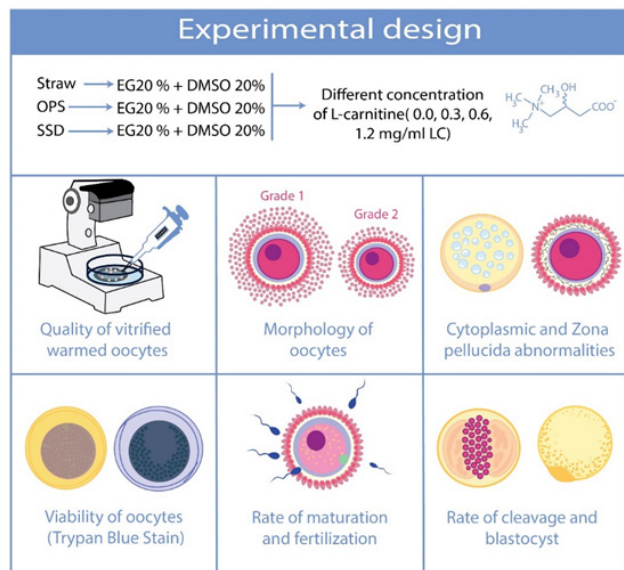 Experimental design
Straw EG20 % + DMSO 20%
OPS EG20 % + DMSO 20%
SSD EG20 % + DMSO 20%
Different concentration
of L-carnitine( 0.0, 0.3, 0.6,
1.2 mg/ml LC)
CH₃ OH
H₃C N⁺ COO⁻
H₃C
Grade 1
Grade 2
Quality of vitrified
warmed oocytes
Morphology of
oocytes
Cytoplasmic and Zona
pellucida abnormalities
Viability of oocytes
(Trypan Blue Stain)
Rate of maturation
and fertilization
Rate of cleavage and
blastocyst